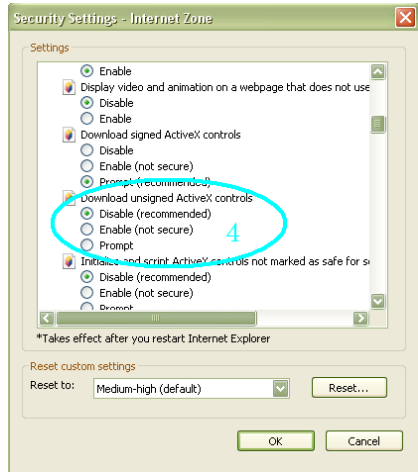 Security Settings - Internet Zone
Settings
Enable
Display video and animation on a webpage that does not use
Disable
Enable
Download signed ActiveX controls
Disable
Enable (not secure)
Prompt (recommended)
Download unsigned ActiveX controls
Disable (recommended)
Enable (not secure)
4
Prompt
Initialize and script ActiveX controls not marked as safe for
Disable (recommended)
Enable (not secure)
Prompt
*Takes effect after you restart Internet Explorer
Reset custom settings
Reset to:
Medium-high (default)
Reset...
OK
Cancel